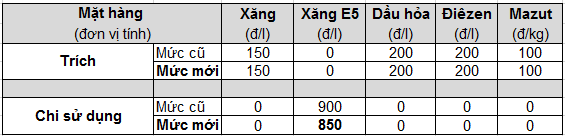 Mặt hàng Xăng Xăng E5 Dầu hỏa Điêzen Mazut
(đơn vị tính) (đ/l) (đ/l) (đ/l) (đ/l) (đ/kg)
Trích
Mức cũ 150 0 200 200 100
Mức mới 150 0 200 200 100
Chi sử dụng
Mức cũ 0 900 0 0 0
Mức mới 0 850 0 0 0